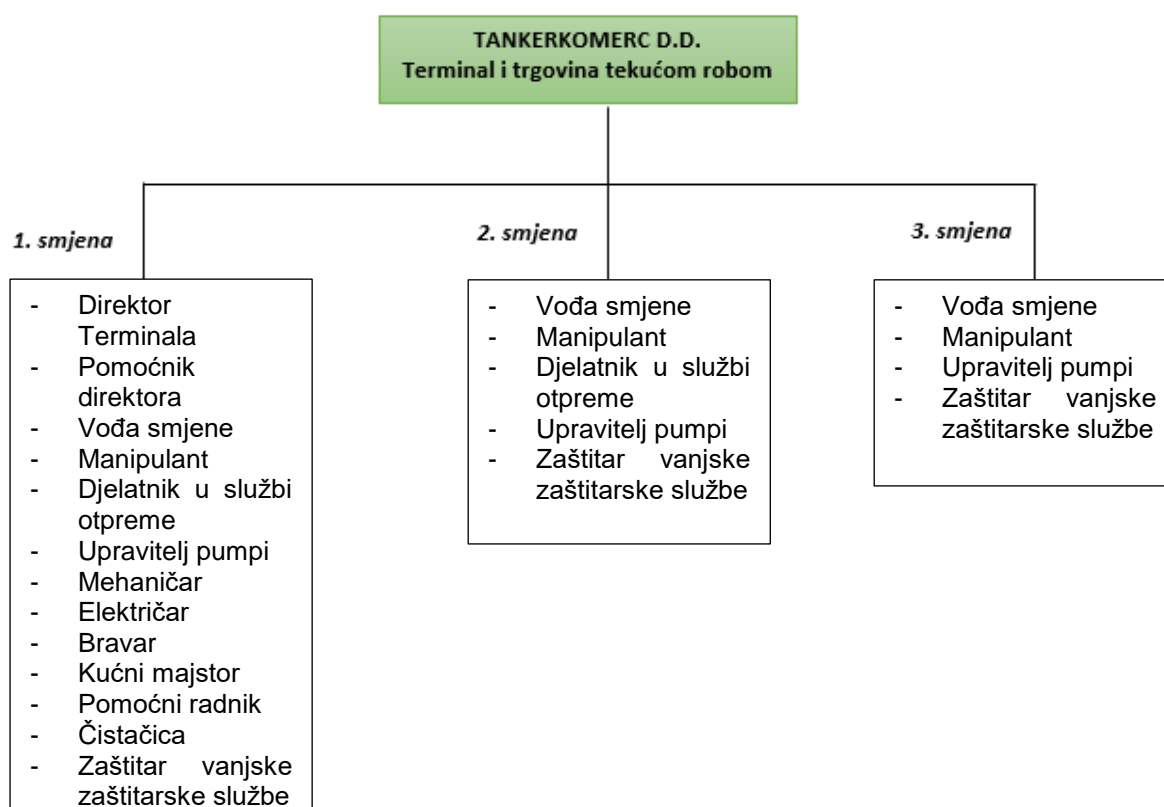 TANKERKOMERC D.D.
Terminal i trgovina tekućom robom
1. smjena
- Direktor
Terminala
- Pomoćnik
direktora
- Vođa smjene
- Manipulant
- Djelatnik u službi
otpreme
- Upravitelj pumpi
- Mehaničar
- Električar
- Bravar
- Kućni majstor
- Pomoćni radnik
- Čistačica
- Zaštitar vanjske
zaštitarske službe
2. smjena
- Vođa smjene
- Manipulant
- Djelatnik u službi
otpreme
- Upravitelj pumpi
- Zaštitar vanjske
zaštitarske službe
3. smjena
- Vođa smjene
- Manipulant
- Upravitelj pumpi
- Zaštitar vanjske
zaštitarske službe